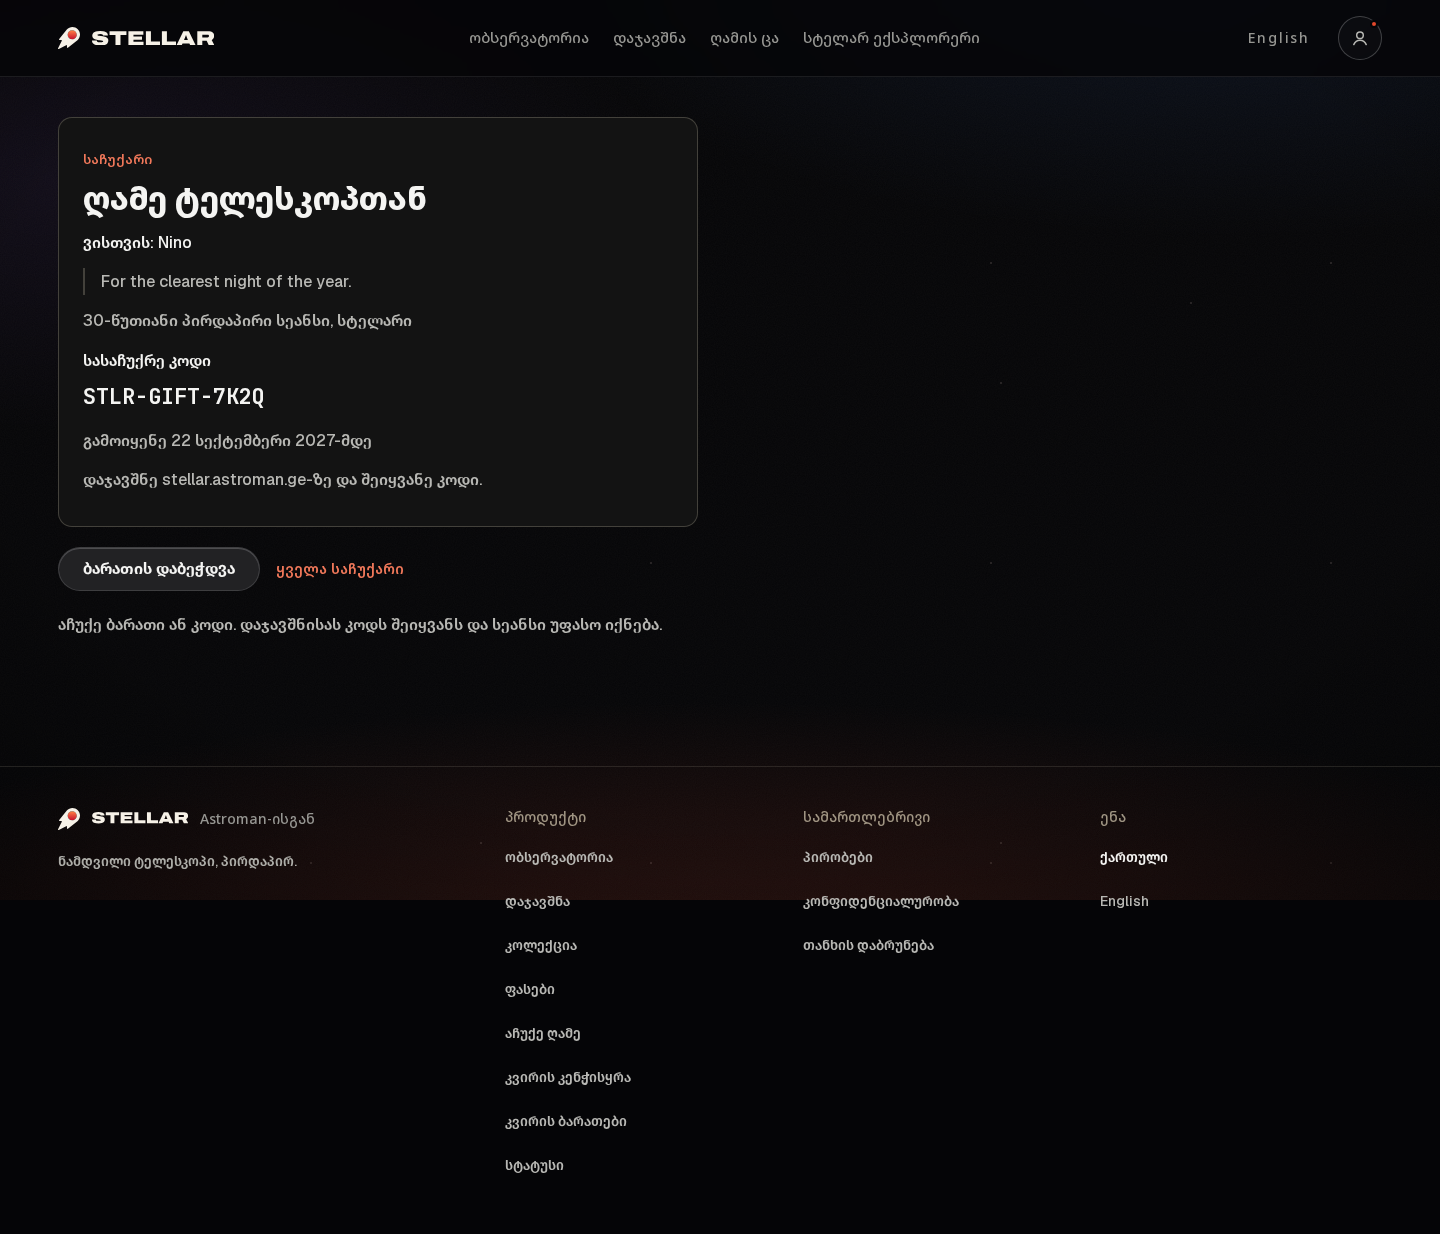 STELLAR
ობსერვატორია დაჯავშნა ღამის ცა სტელარ ექსპლორერი
English
საჩუქარი
ღამე ტელესკოპთან
ვისთვის: Nino
For the clearest night of the year.
30-წუთიანი პირდაპირი სეანსი, სტელარი
სასაჩუქრე კოდი
STLR-GIFT-7K2Q
გამოიყენე 22 სექტემბერი 2027-მდე
დაჯავშნე stellar.astroman.ge-ზე და შეიყვანე კოდი.
ბარათის დაბეჭდვა
ყველა საჩუქარი
აჩუქე ბარათი ან კოდი. დაჯავშნისას კოდს შეიყვანს და სეანსი უფასო იქნება.
STELLAR Astroman-ისგან
ნამდვილი ტელესკოპი, პირდაპირ.
პროდუქტი
ობსერვატორია
დაჯავშნა
კოლექცია
ფასები
აჩუქე ღამე
კვირის კენჭისყრა
კვირის ბარათები
სტატუსი
სამართლებრივი
პირობები
კონფიდენციალურობა
თანხის დაბრუნება
ენა
ქართული
English